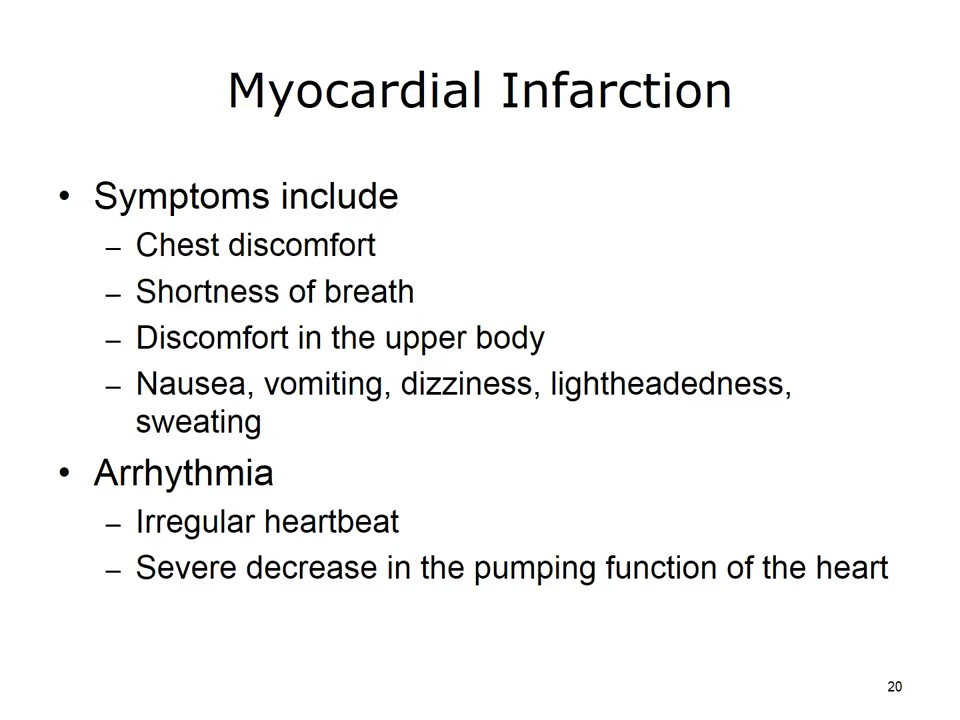 Myocardial Infarction
• Symptoms include
– Chest discomfort
– Shortness of breath
– Discomfort in the upper body
– Nausea, vomiting, dizziness, lightheadedness,
sweating
• Arrhythmia
– Irregular heartbeat
– Severe decrease in the pumping function of the heart
20